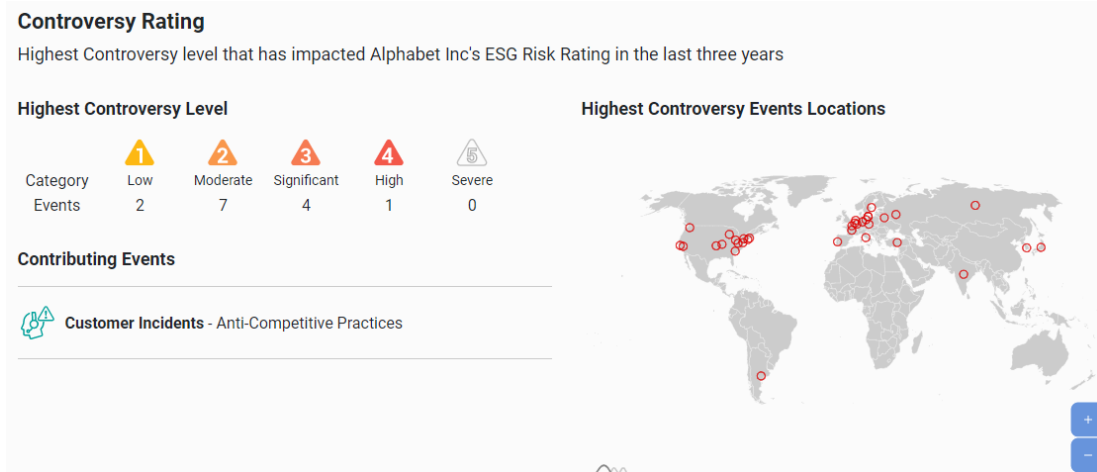 Controversy Rating
Highest Controversy level that has impacted Alphabet Inc's ESG Risk Rating in the last three years
Highest Controversy Level
1 2 3 4 5
Category Low Moderate Significant High Severe
Events 2 7 4 1 0
Contributing Events
Customer Incidents - Anti-Competitive Practices
Highest Controversy Events Locations
+
−